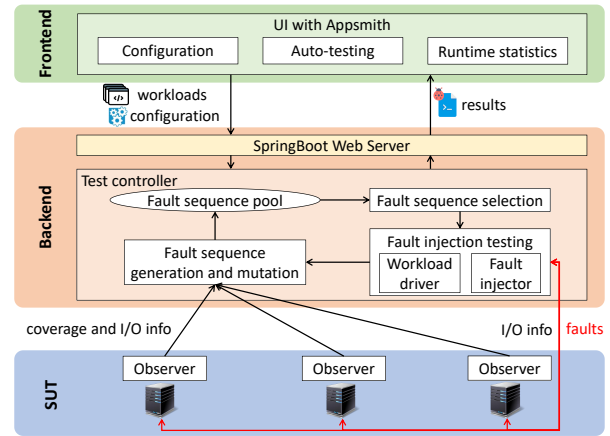 Frontend
UI with Appsmith
Configuration
Auto-testing
Runtime statistics
workloads
configuration
results
Backend
SpringBoot Web Server
Test controller
Fault sequence pool
Fault sequence selection
Fault sequence
generation and mutation
Fault injection testing
Workload
driver
Fault
injector
coverage and I/O info
I/O info
faults
SUT
Observer
Observer
Observer